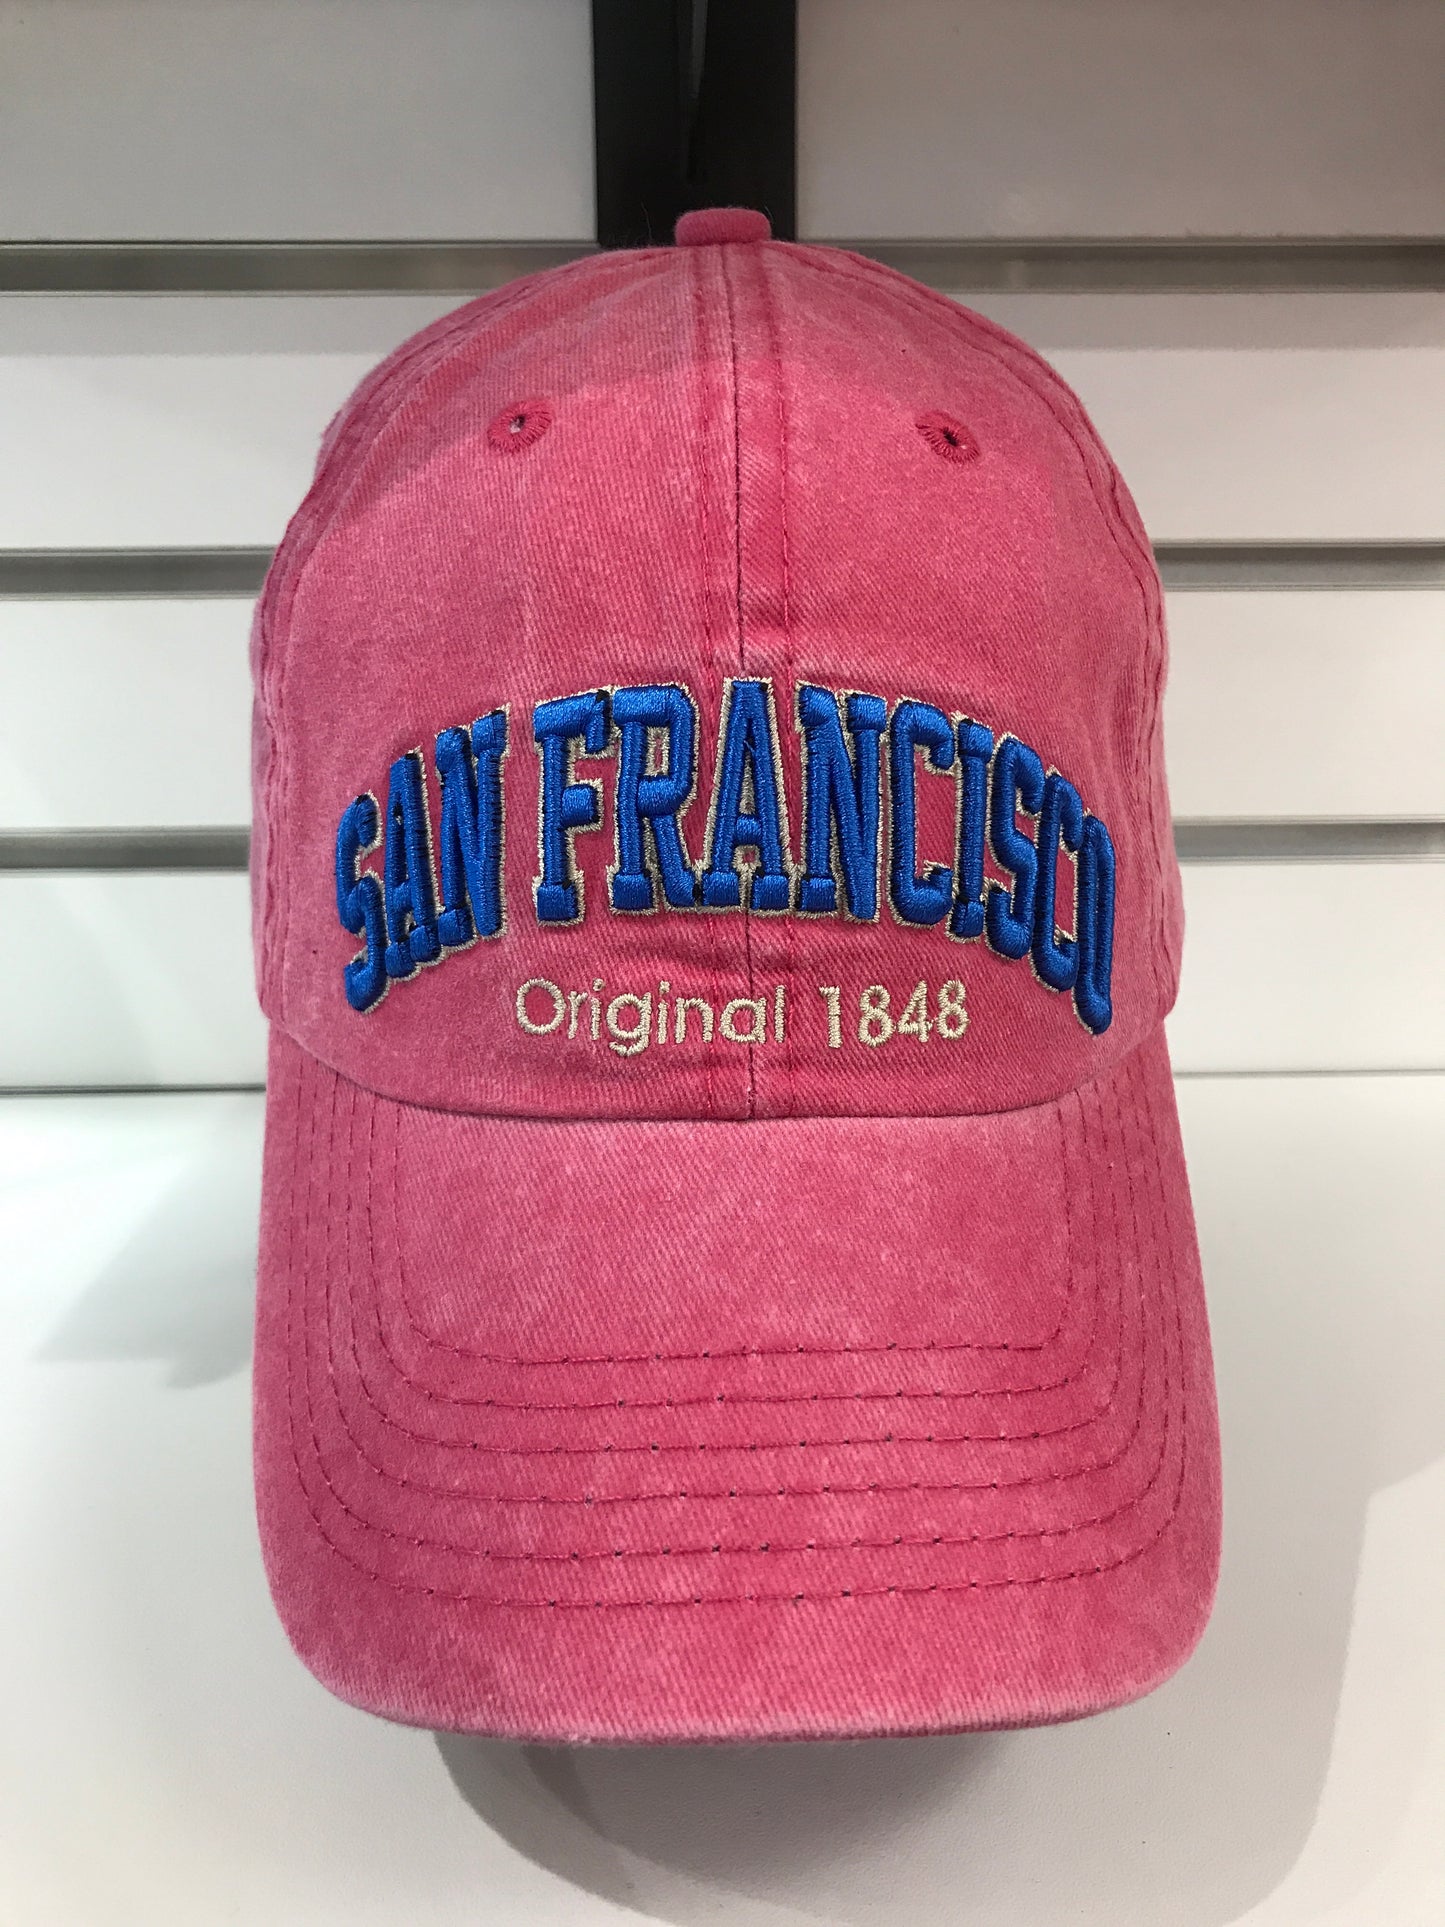 SAN FRANCISCO
Original 1848